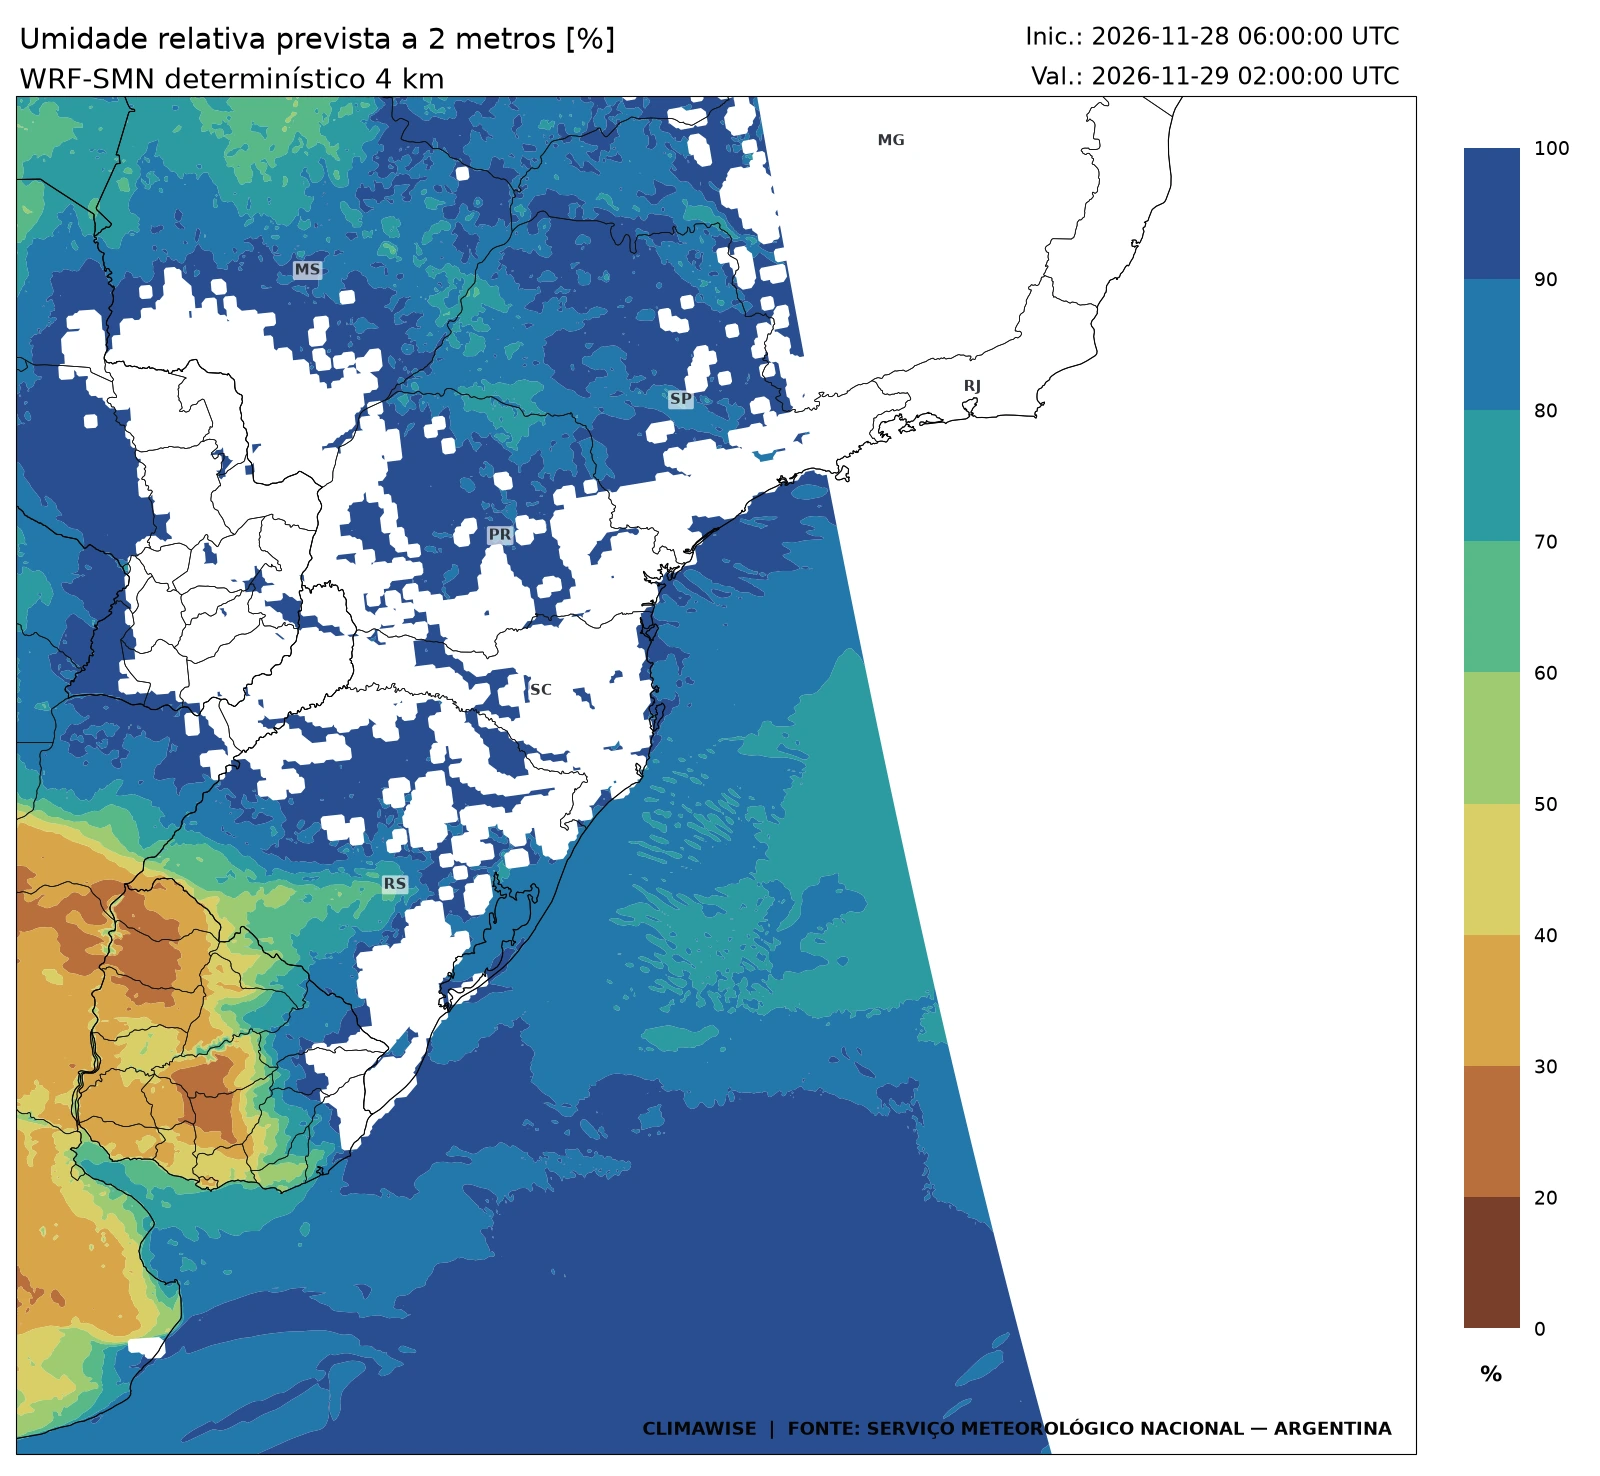 Umidade relativa prevista a 2 metros [%]
Inic.: 2026-11-28 06:00:00 UTC
WRF-SMN determinístico 4 km
Val.: 2026-11-29 02:00:00 UTC
MG
MS
RJ
SP
PR
SC
RS
100
90
80
70
60
50
40
30
20
0
%
CLIMAWISE | FONTE: SERVIÇO METEOROLÓGICO NACIONAL — ARGENTINA